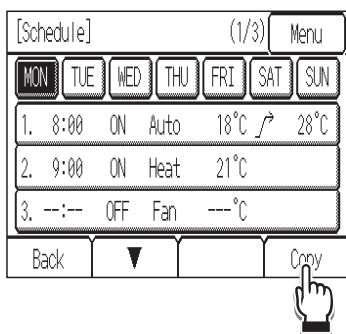 [Schedule] (1/3) Menu
MON TUE WED THU FRI SAT SUN
1. 8:00 ON Auto 18°C 28°C
2. 9:00 ON Heat 21°C
3. --:-- OFF Fan ---°C
Back ▼ Copy